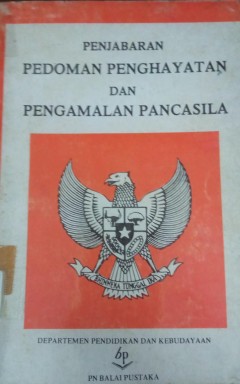 PENJABARAN
PEDOMAN PENGHAYATAN
DAN
PENGAMALAN PANCASILA
BHINNEKA TUNGGAL IKA
DEPARTEMEN PENDIDIKAN DAN KEBUDAYAAN
bp
PN BALAI PUSTAKA